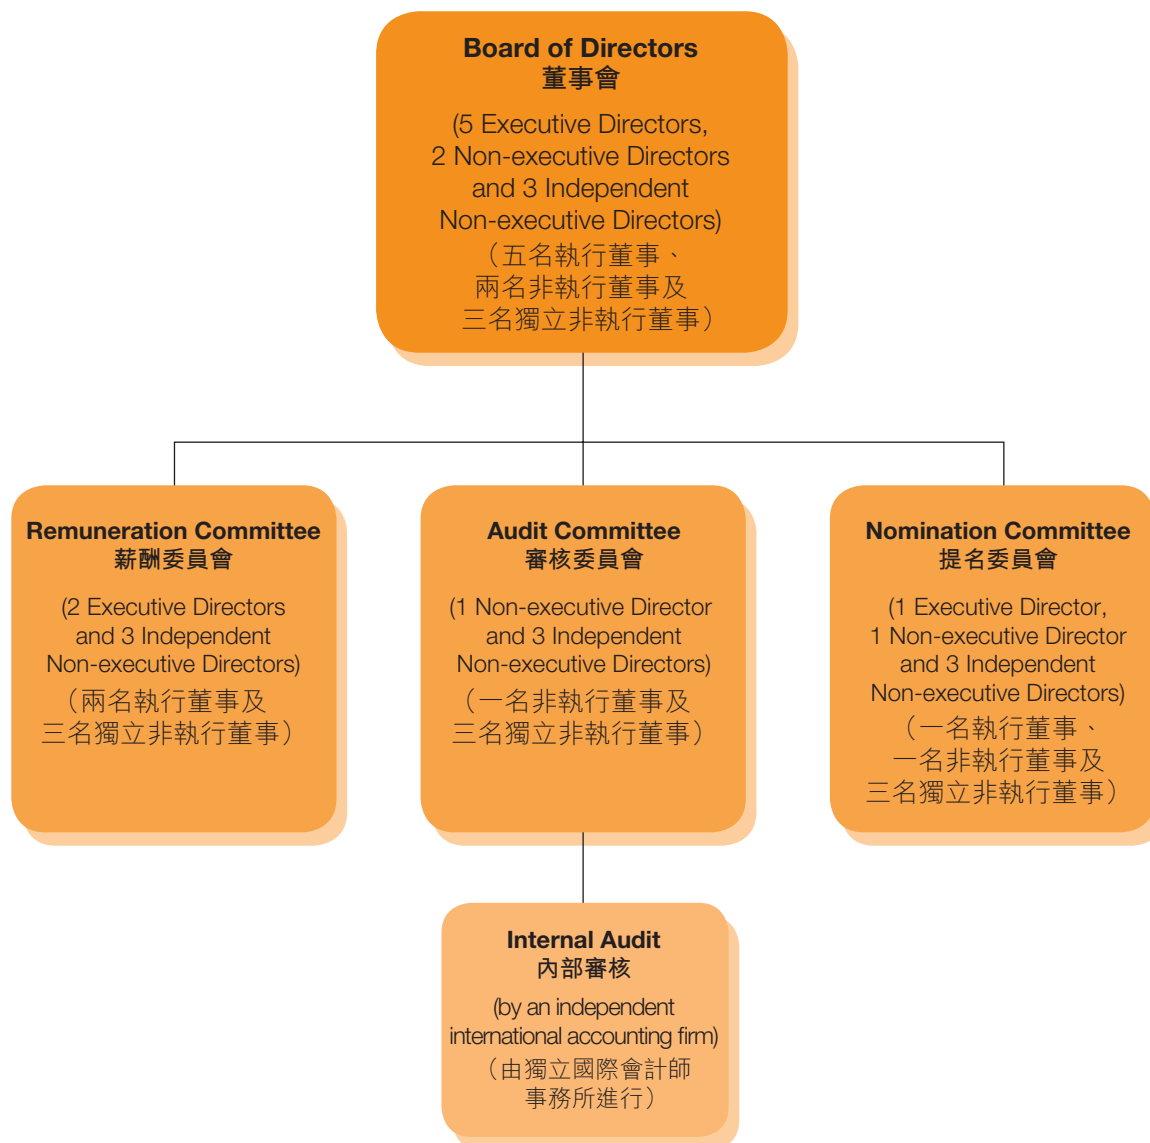 Board of Directors
董事會
(5 Executive Directors,
2 Non-executive Directors
and 3 Independent
Non-executive Directors)
（五名執行董事、
兩名非執行董事及
三名獨立非執行董事）
Remuneration Committee
薪酬委員會
(2 Executive Directors
and 3 Independent
Non-executive Directors)
（兩名執行董事及
三名獨立非執行董事）
Audit Committee
審核委員會
(1 Non-executive Director
and 3 Independent
Non-executive Directors)
（一名非執行董事及
三名獨立非執行董事）
Nomination Committee
提名委員會
(1 Executive Director,
1 Non-executive Director
and 3 Independent
Non-executive Directors)
（一名執行董事、
一名非執行董事及
三名獨立非執行董事）
Internal Audit
內部審核
(by an independent
international accounting firm)
（由獨立國際會計師
事務所進行）